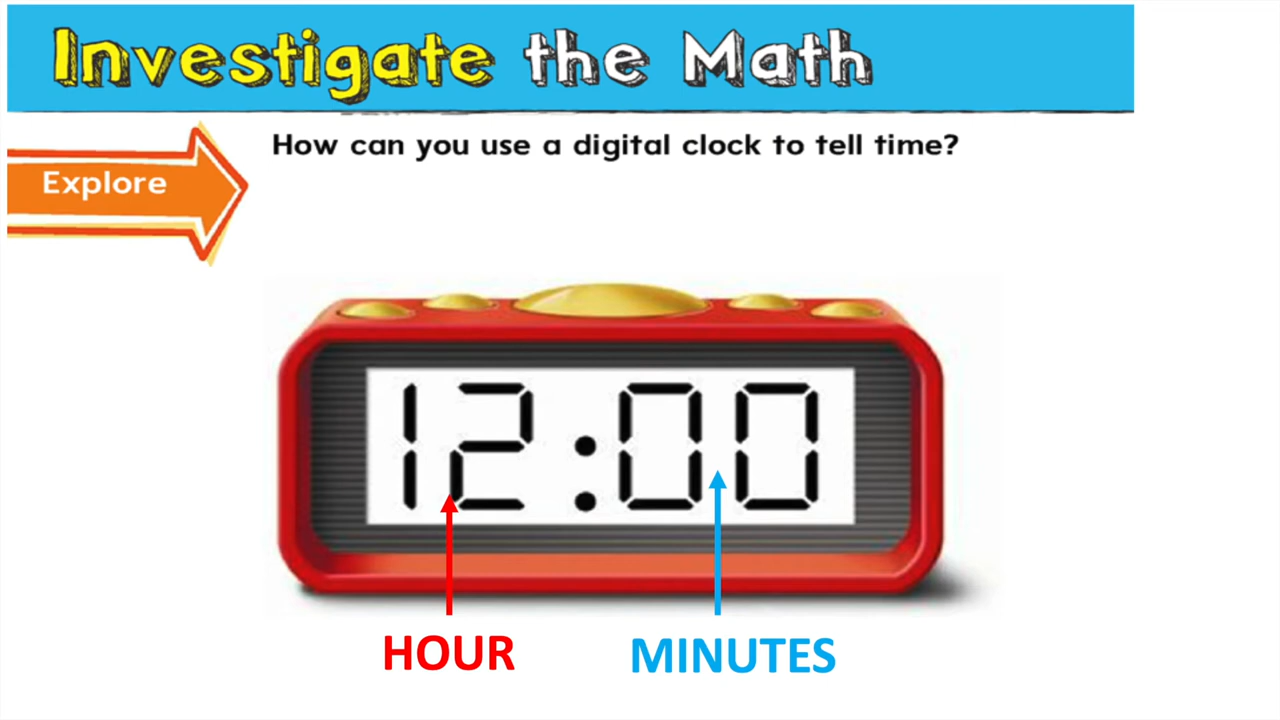 Investigate the Math
How can you use a digital clock to tell time?
Explore
12:00
HOUR MINUTES